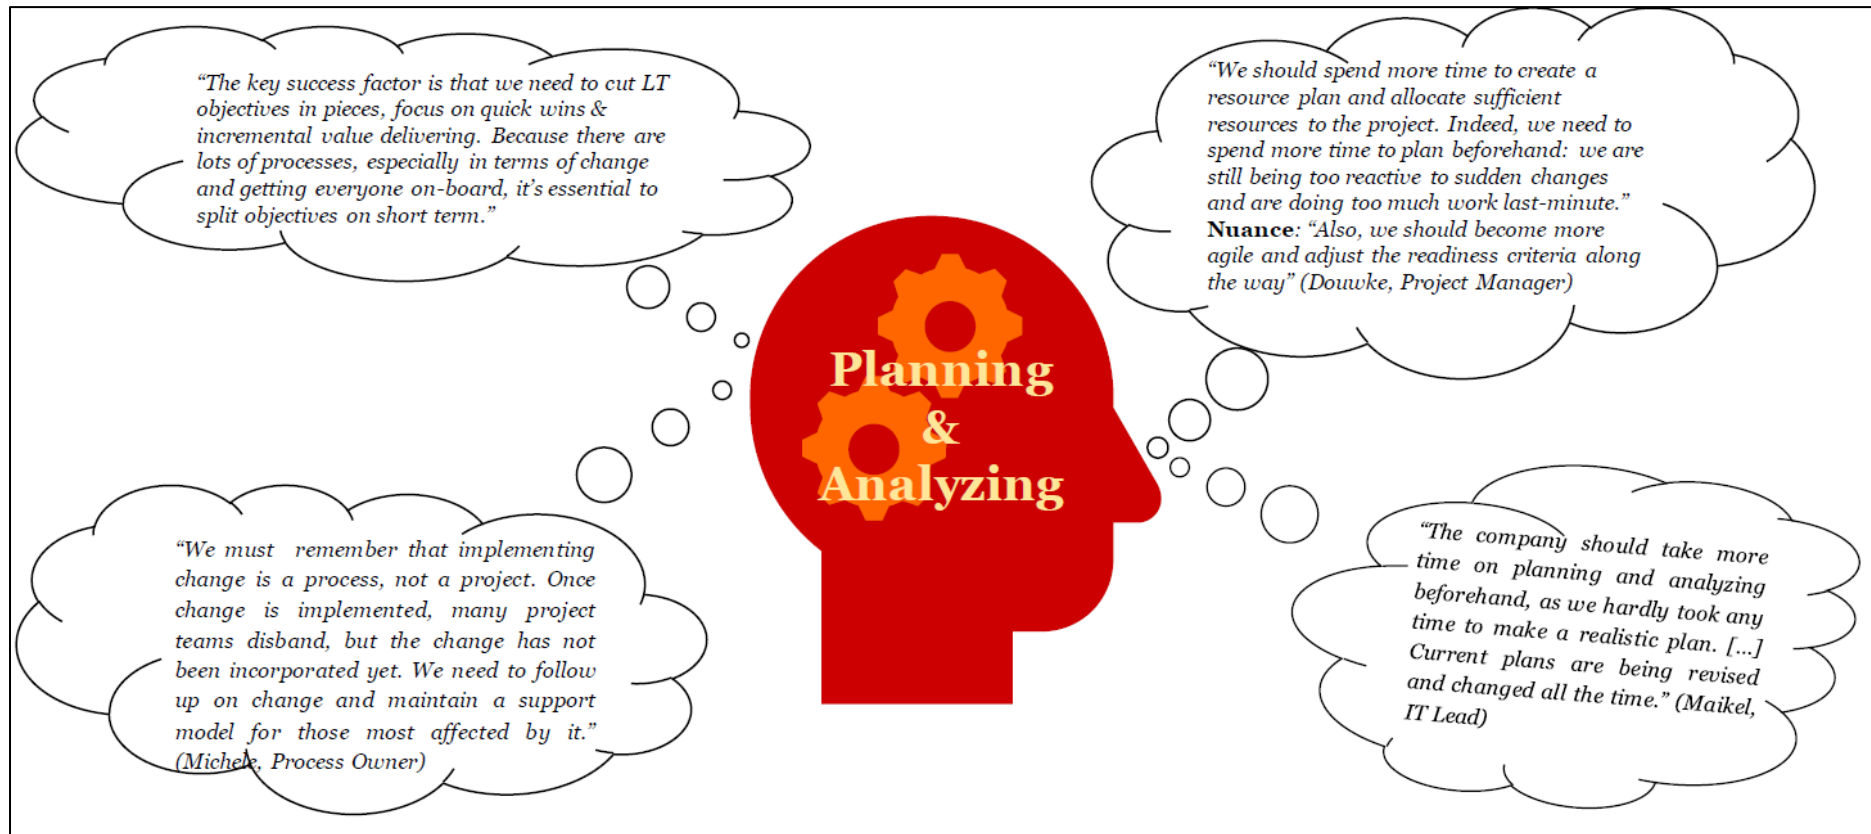 “The key success factor is that we need to cut LT
objectives in pieces, focus on quick wins &
incremental value delivering. Because there are
lots of processes, especially in terms of change
and getting everyone on-board, it’s essential to
split objectives on short term.”
“We should spend more time to create a
resource plan and allocate sufficient
resources to the project. Indeed, we need to
spend more time to plan beforehand: we are
still being too reactive to sudden changes
and are doing too much work last-minute.”
Nuance: “Also, we should become more
agile and adjust the readiness criteria along
the way” (Douwke, Project Manager)
Planning
&
Analyzing
“We must remember that implementing
change is a process, not a project. Once
change is implemented, many project
teams disband, but the change has not
been incorporated yet. We need to follow
up on change and maintain a support
model for those most affected by it.”
(Michele, Process Owner)
“The company should take more
time on planning and analyzing
beforehand, as we hardly took any
time to make a realistic plan. [...]
Current plans are being revised
and changed all the time.” (Maikel,
IT Lead)